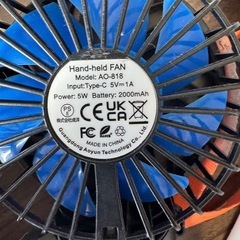 Hand-held FAN
Model: AO-818
Input:Type-C 5V⎓1A
Power: 5W Battery: 2000mAh
PS
E
CE UK
CA
FC
MADE IN CHINA
Guangdong Aoyun Technology Co., Ltd